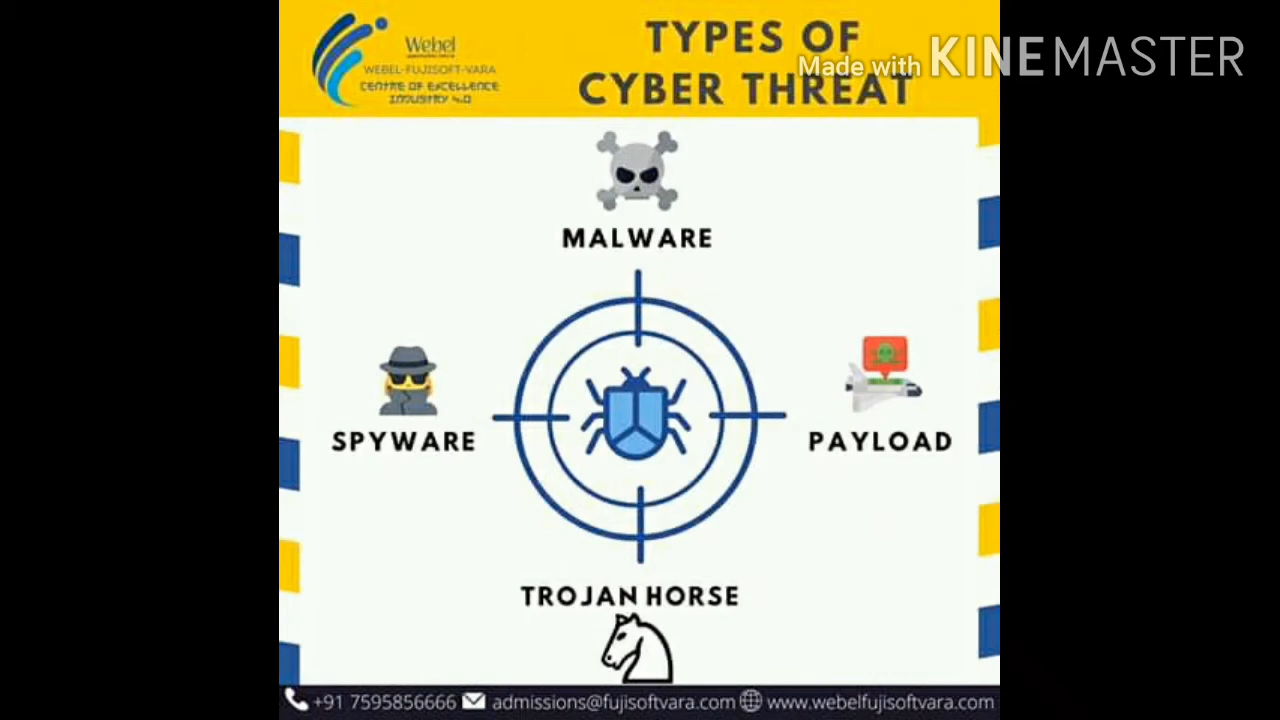 TYPES OF
CYBER THREAT
Made with KINEMASTER
Webel
WEBEL-FUJISOFT-VARA
CENTRE OF EXCELLENCE
INDUSTRY 4.0
MALWARE
SPYWARE
PAYLOAD
TROJAN HORSE
+91 7595856666 admissions@fujisoftvara.com www.webelfujisoftvara.com